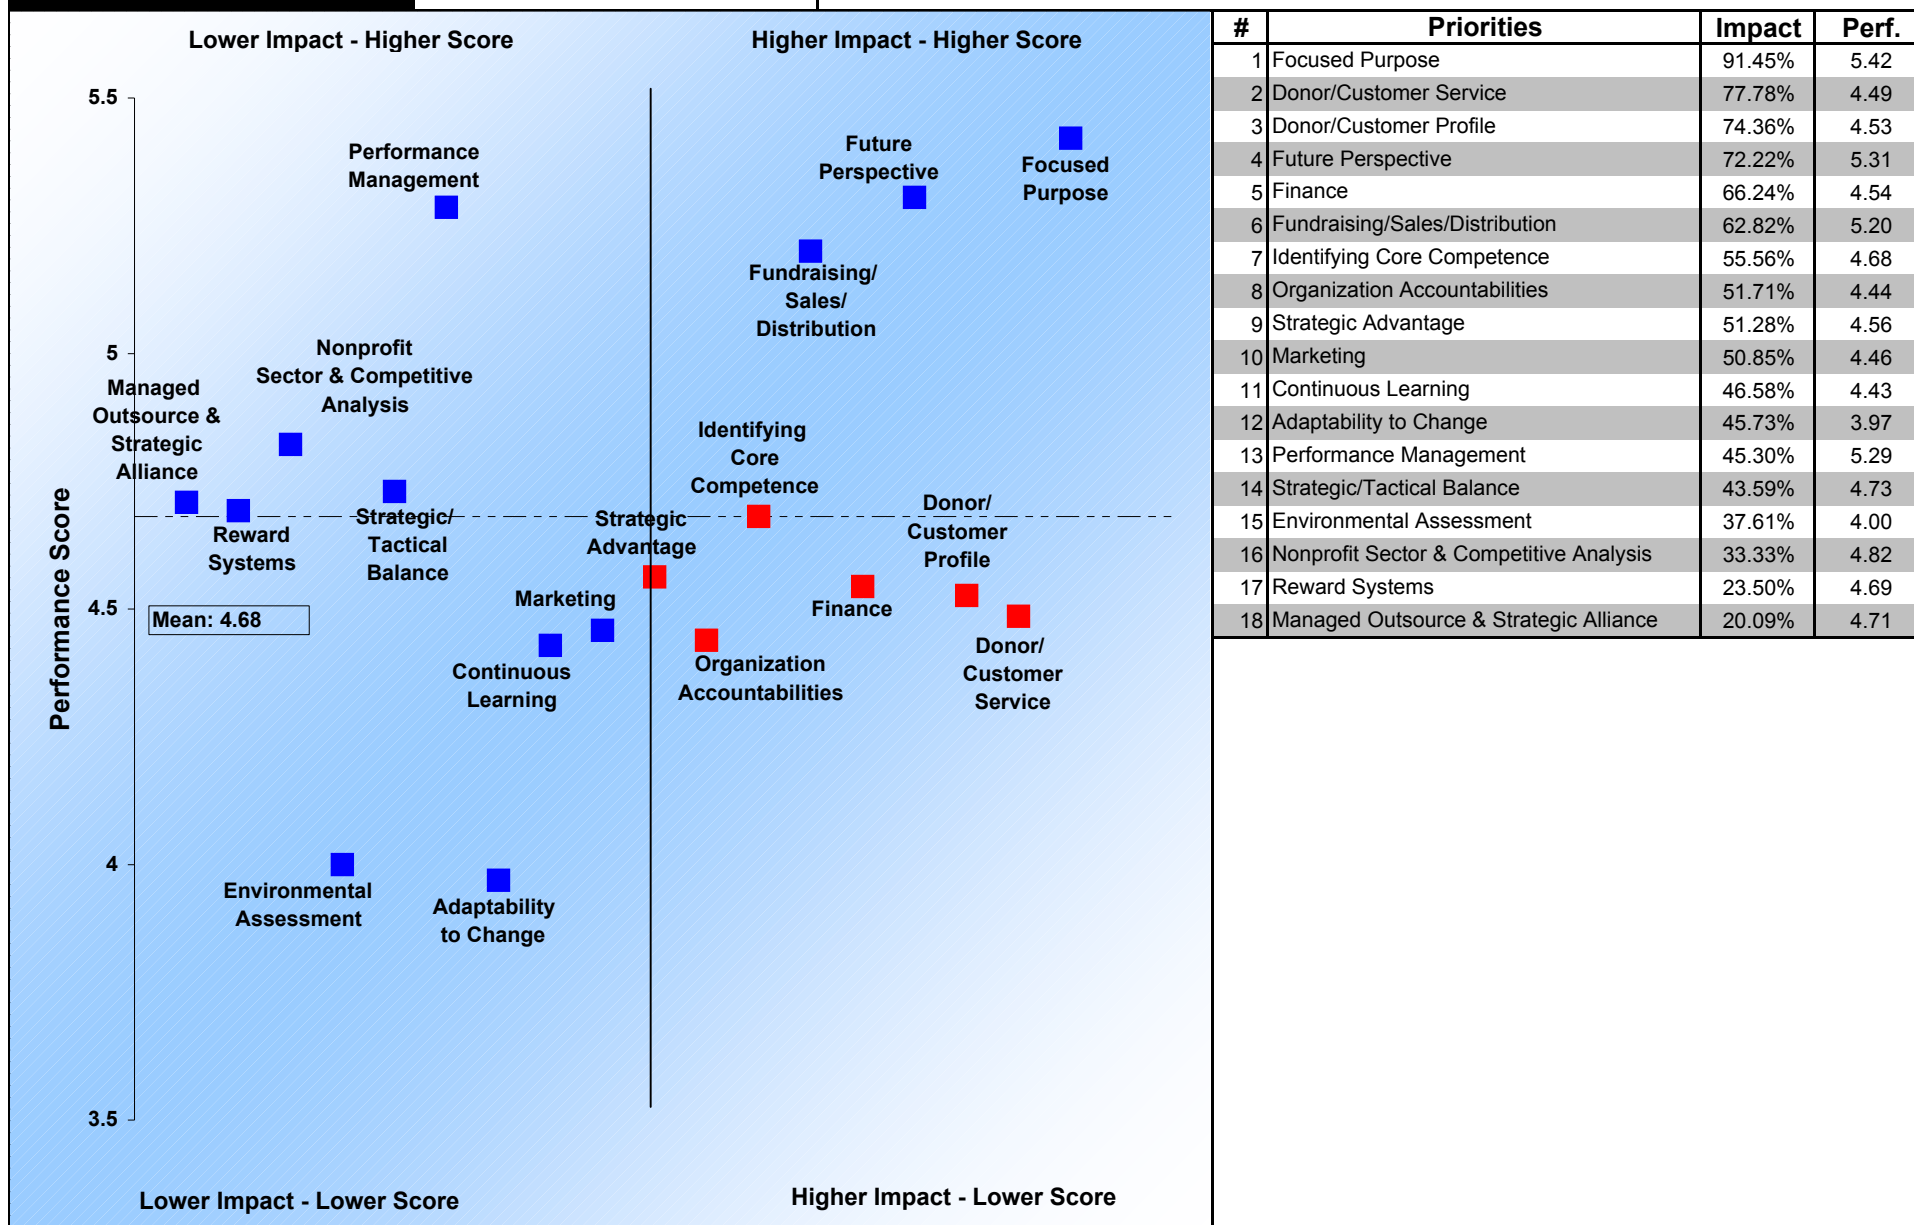 Lower Impact - Higher Score
Higher Impact - Higher Score
5.5
Performance
Management
Future
Perspective
Focused
Purpose
Fundraising/
Sales/
Distribution
5
Nonprofit
Sector & Competitive
Analysis
Managed
Outsource &
Strategic
Alliance
Identifying
Core
Competence
Reward
Systems
Strategic/
Tactical
Balance
Strategic
Advantage
Donor/
Customer
Profile
Performance Score
4.5
Mean: 4.68
Marketing
Finance
Continuous
Learning
Organization
Accountabilities
Donor/
Customer
Service
4
Environmental
Assessment
Adaptability
to Change
3.5
Lower Impact - Lower Score
Higher Impact - Lower Score
# Priorities Impact Perf.
1 Focused Purpose 91.45% 5.42
2 Donor/Customer Service 77.78% 4.49
3 Donor/Customer Profile 74.36% 4.53
4 Future Perspective 72.22% 5.31
5 Finance 66.24% 4.54
6 Fundraising/Sales/Distribution 62.82% 5.20
7 Identifying Core Competence 55.56% 4.68
8 Organization Accountabilities 51.71% 4.44
9 Strategic Advantage 51.28% 4.56
10 Marketing 50.85% 4.46
11 Continuous Learning 46.58% 4.43
12 Adaptability to Change 45.73% 3.97
13 Performance Management 45.30% 5.29
14 Strategic/Tactical Balance 43.59% 4.73
15 Environmental Assessment 37.61% 4.00
16 Nonprofit Sector & Competitive Analysis 33.33% 4.82
17 Reward Systems 23.50% 4.69
18 Managed Outsource & Strategic Alliance 20.09% 4.71